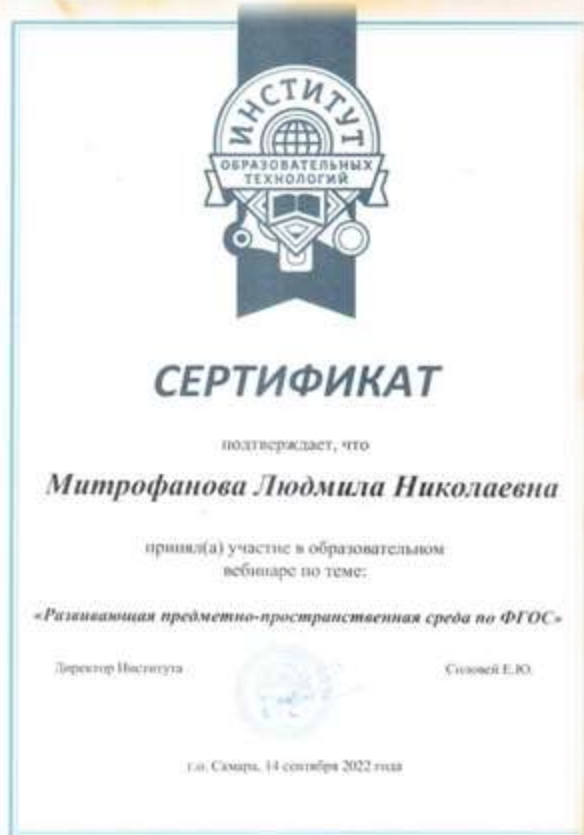 ИНСТИТУТ
ОБРАЗОВАТЕЛЬНЫХ
ТЕХНОЛОГИЙ
СЕРТИФИКАТ
подтверждает, что
Митрофанова Людмила Николаевна
принял(а) участие в образовательном
вебинаре по теме:
«Развивающая предметно-пространственная среда по ФГОС»
Директор Института Соловей Е.Ю.
г.о. Самара, 14 сентября 2022 года